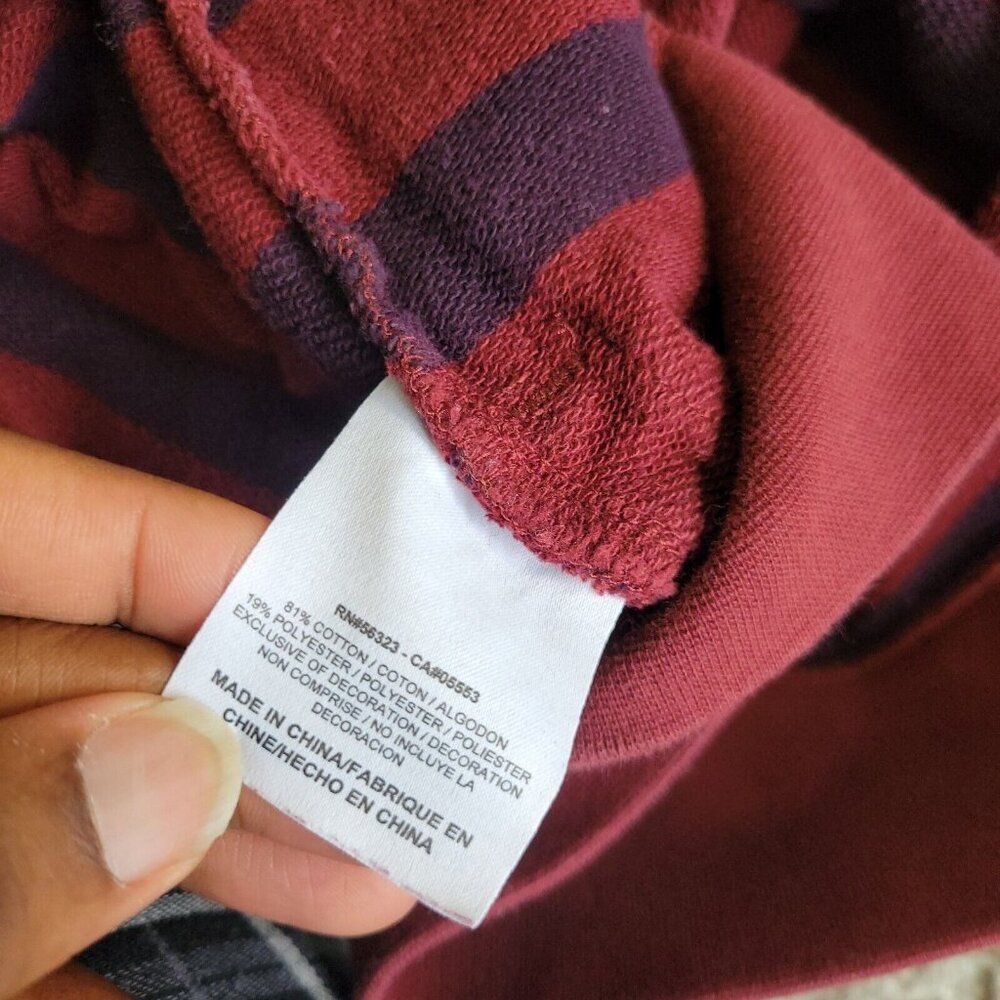 RN#56323 - CA#05553
81% COTTON / COTON / ALGODON
19% POLYESTER / POLYESTER / POLIESTER
EXCLUSIVE OF DECORATION / DECORATION
NON COMPRISE / NO INCLUYE LA
DECORACION
MADE IN CHINA/FABRIQUE EN
CHINE/HECHO EN CHINA